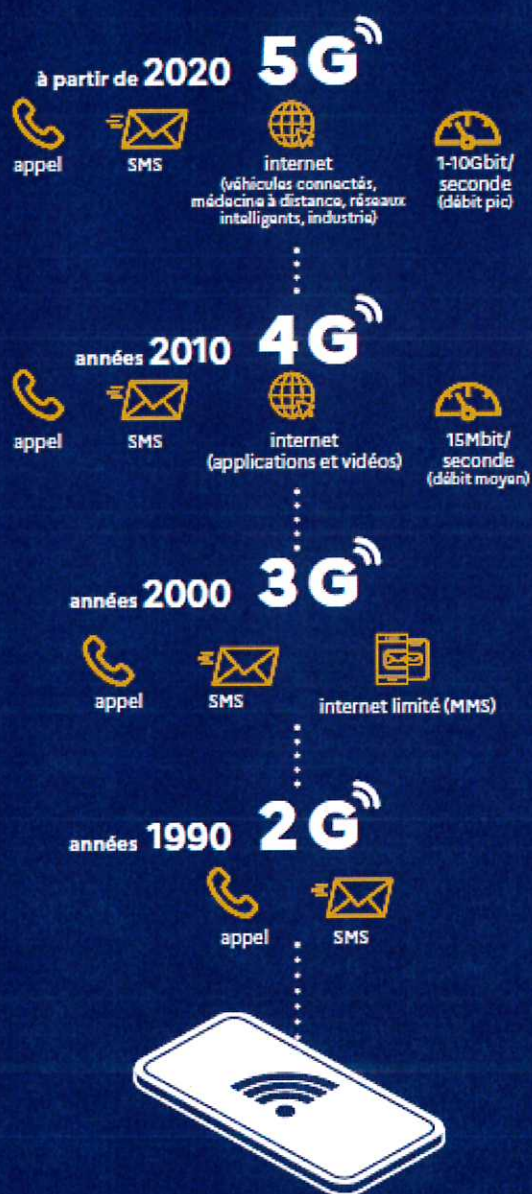 à partir de 2020 5G
appel
SMS
internet
(véhicules connectés,
médecine à distance, réseaux
intelligents, industrie)
1-10Gbit/
seconde
(débit pic)
années 2010 4G
appel
SMS
internet
(applications et vidéos)
15Mbit/
seconde
(débit moyen)
années 2000 3G
appel
SMS
internet limité (MMS)
années 1990 2G
appel
SMS